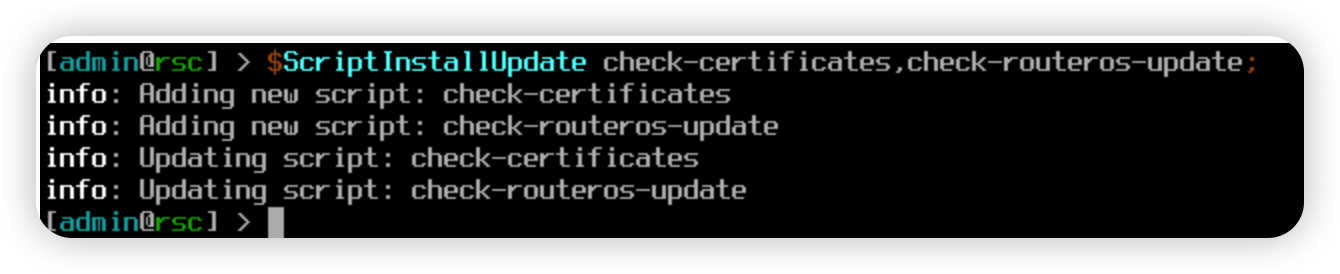 [admin@rsc] > $ScriptInstallUpdate check-certificates,check-routeros-update;
info: Adding new script: check-certificates
info: Adding new script: check-routeros-update
info: Updating script: check-certificates
info: Updating script: check-routeros-update
[admin@rsc] >